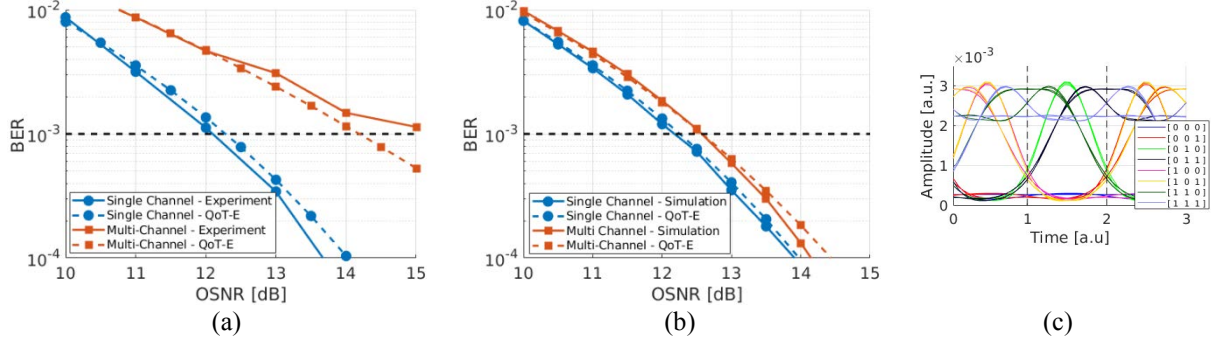 10^-2
10^-3
10^-4
BER
10 11 12 13 14 15
OSNR [dB]
Single Channel - Experiment
Single Channel - QoT-E
Multi-Channel - Experiment
Multi-Channel - QoT-E
(a)
10^-2
10^-3
10^-4
BER
10 11 12 13 14 15
OSNR [dB]
Single Channel - Simulation
Single Channel - QoT-E
Multi Channel - Simulation
Multi Channel - QoT-E
(b)
×10^-3
3
2
1
0
Amplitude [a.u.]
0 1 2 3
Time [a.u]
[0 0 0]
[0 0 1]
[0 1 0]
[0 1 1]
[1 0 0]
[1 0 1]
[1 1 0]
[1 1 1]
(c)